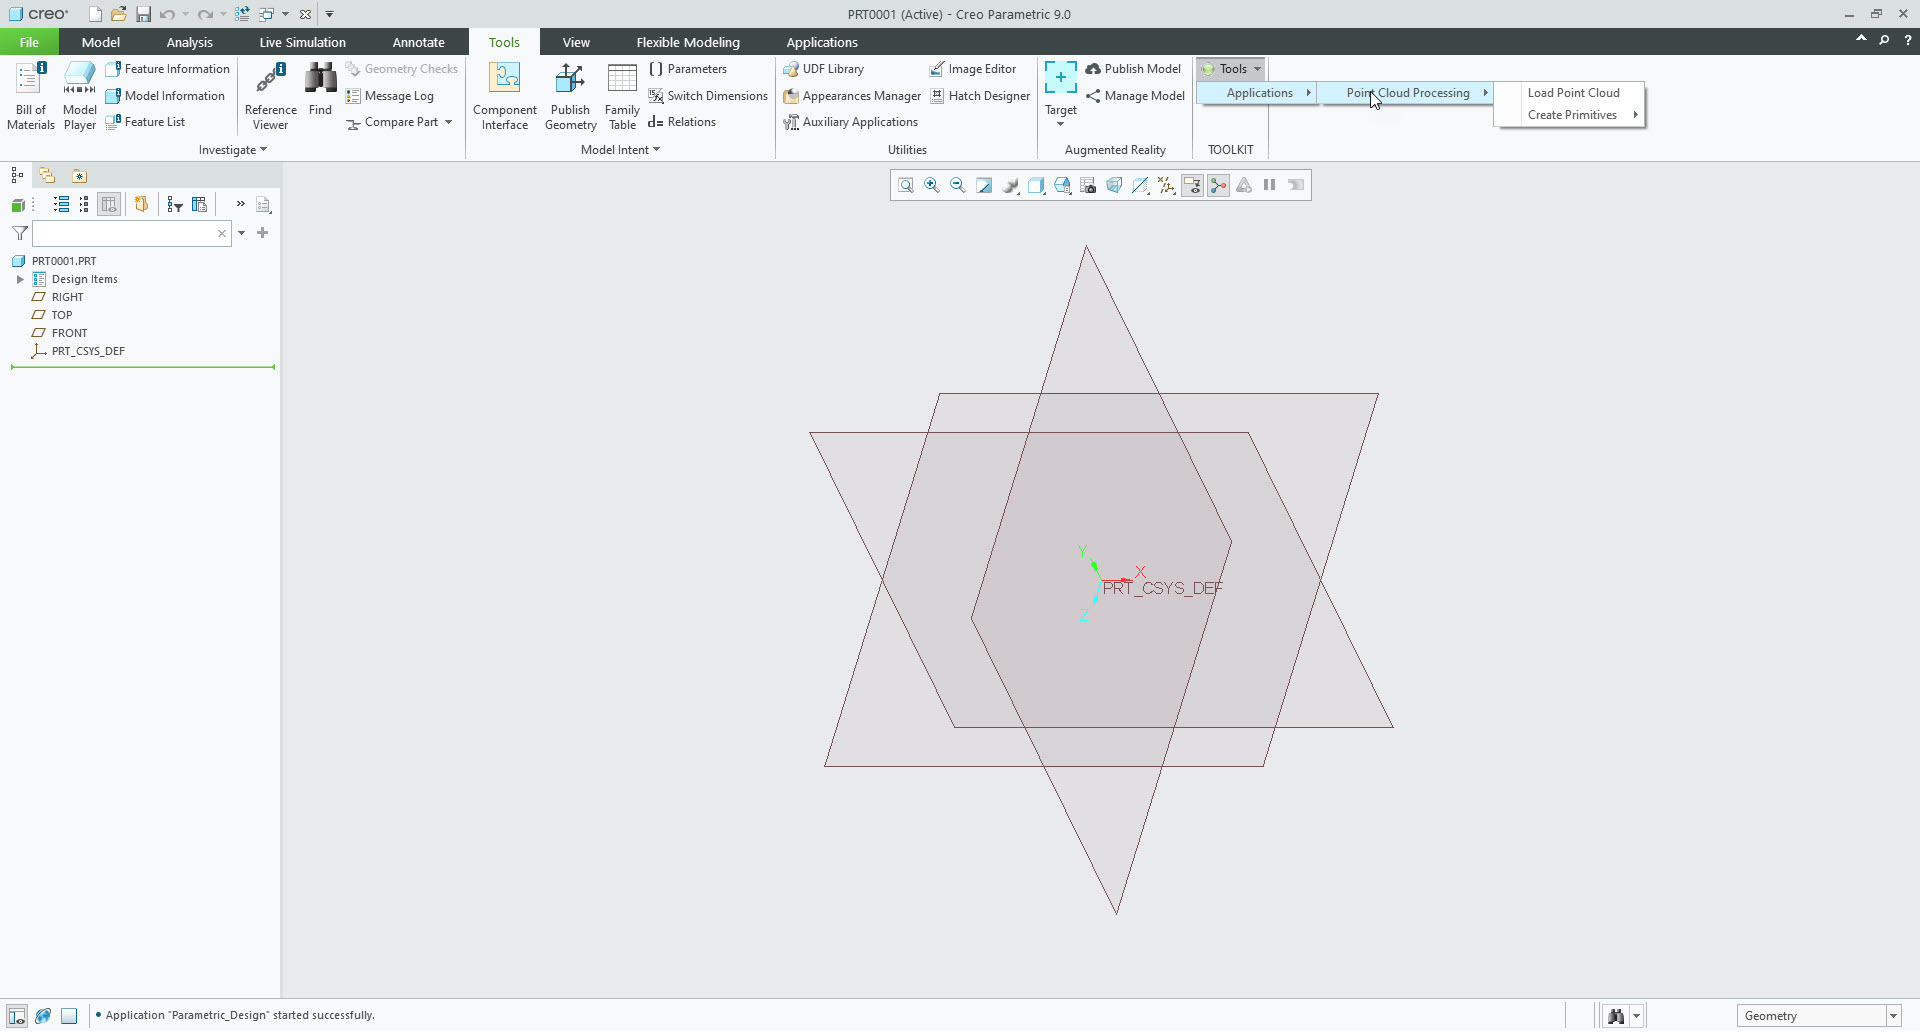 creo
PRT0001 (Active) - Creo Parametric 9.0
File Model Analysis Live Simulation Annotate Tools View Flexible Modeling Applications
Bill of Materials
Model Player
Feature Information
Model Information
Feature List
Reference Viewer
Find
Geometry Checks
Message Log
Compare Part
Investigate
Component Interface
Publish Geometry
Family Table
Parameters
Switch Dimensions
d= Relations
Model Intent
UDF Library
Appearances Manager
Auxiliary Applications
Image Editor
Hatch Designer
Utilities
Target
Publish Model
Manage Model
Augmented Reality
Tools
TOOLKIT
Applications
Point Cloud Processing
Load Point Cloud
Create Primitives
PRT0001.PRT
Design Items
RIGHT
TOP
FRONT
PRT_CSYS_DEF
Y
X
PRT_CSYS_DEF
Z
• Application "Parametric_Design" started successfully.
Geometry